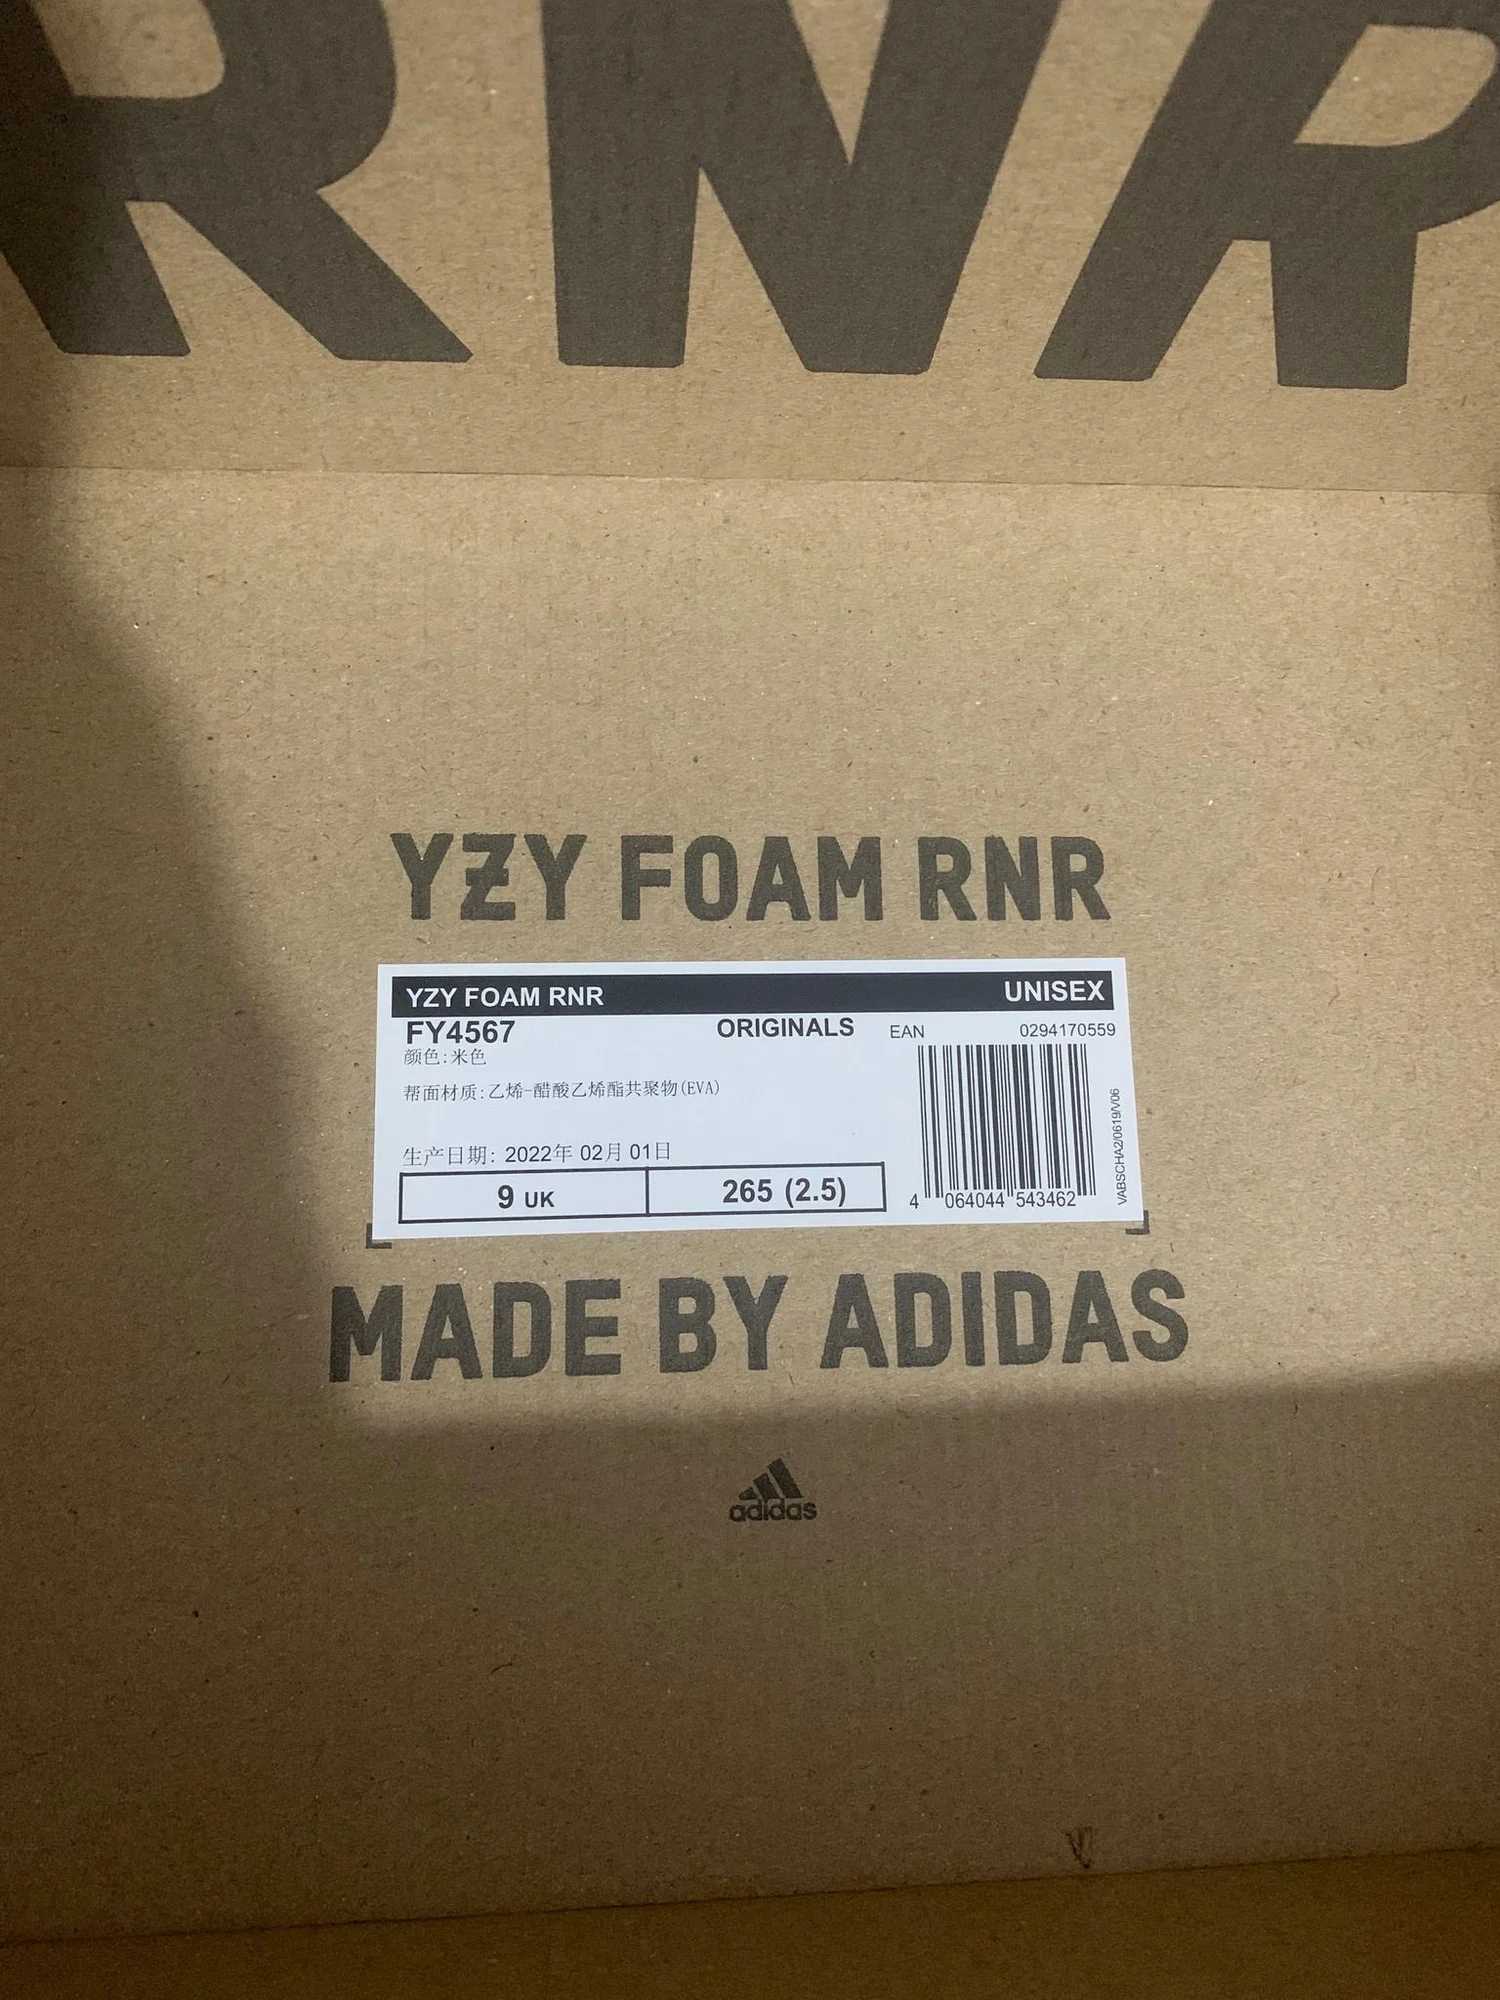 RNR
YZY FOAM RNR
YZY FOAM RNR UNISEX
FY4567 ORIGINALS EAN 0294170559
颜色:米色
帮面材质:乙烯-醋酸乙烯酯共聚物(EVA)
生产日期: 2022年 02月 01日
9 UK 265 (2.5)
4 064044 543462
VABSCHA2/0619/V06
MADE BY ADIDAS
adidas